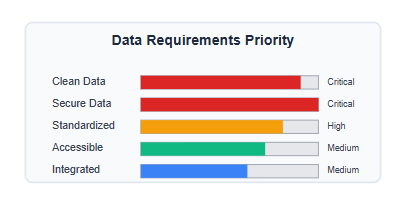 Data Requirements Priority
Clean Data Critical
Secure Data Critical
Standardized High
Accessible Medium
Integrated Medium